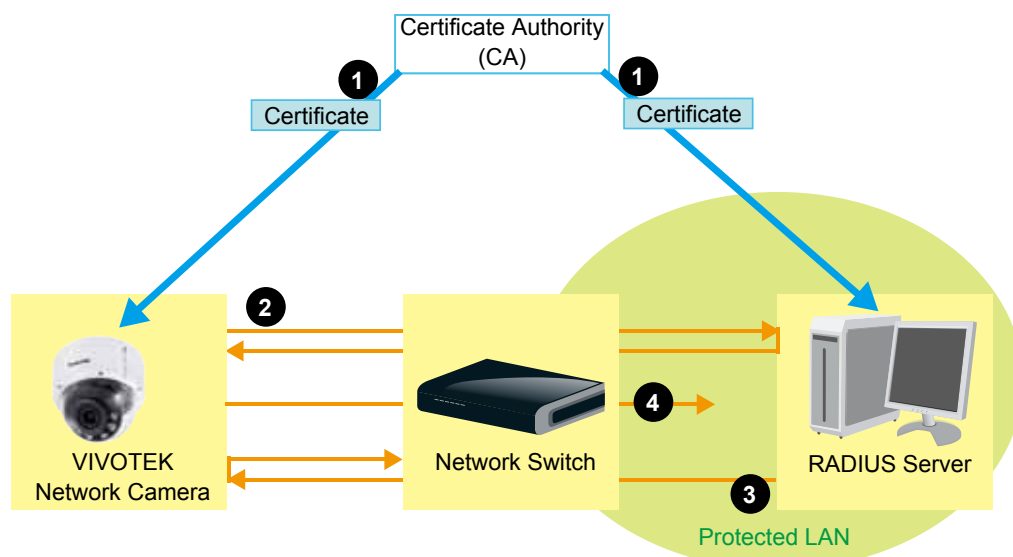 Certificate Authority
(CA)
1
1
Certificate
Certificate
2
4
VIVOTEK
Network Camera
Network Switch
RADIUS Server
3
Protected LAN